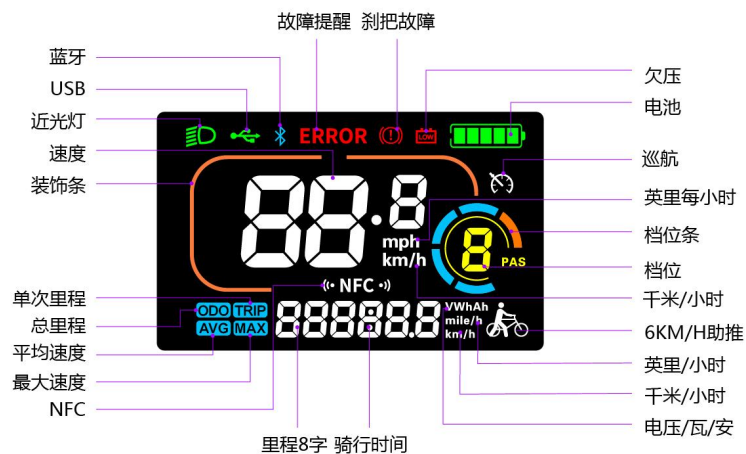 故障提醒 刹把故障
蓝牙
USB
近光灯
速度
装饰条
单次里程
总里程
平均速度
最大速度
NFC
里程8字 骑行时间
欠压
电池
巡航
英里每小时
档位条
档位
千米/小时
6KM/H助推
英里/小时
千米/小时
电压/瓦/安
ERROR
LOW
88.8
mph
km/h
8
PAS
NFC
ODO TRIP
AVG MAX
88888.8
VWhAh
mile/h
km/h